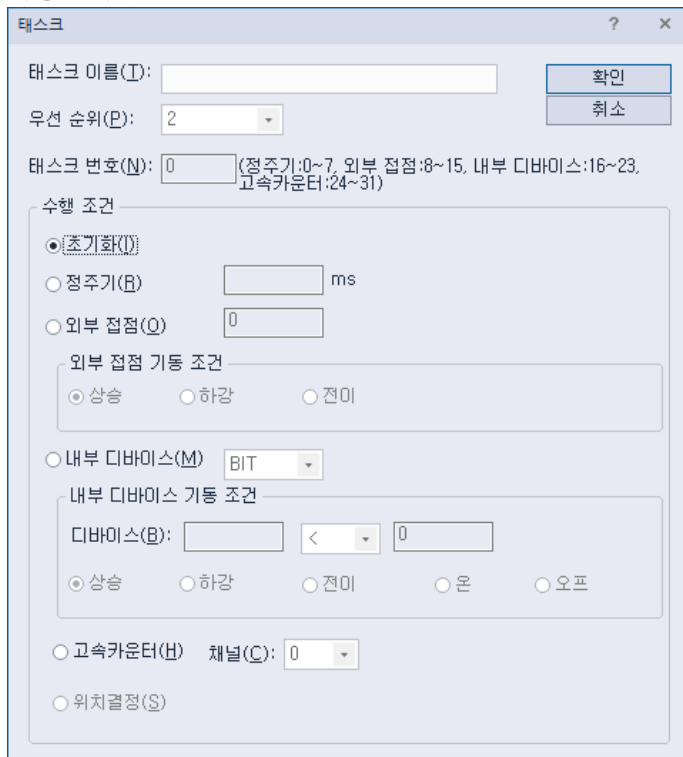 태스크 ? ×
태스크 이름(T): 확인
우선 순위(P): 2 취소
태스크 번호(N): 0 (정주기:0~7, 외부 접점:8~15, 내부 디바이스:16~23,
고속카운터:24~31)
수행 조건
초기화(I)
정주기(R) ms
외부 접점(O) 0
외부 접점 기동 조건
상승 하강 전이
내부 디바이스(M) BIT
내부 디바이스 기동 조건
디바이스(B): < 0
상승 하강 전이 온 오프
고속카운터(H) 채널(C): 0
위치결정(S)